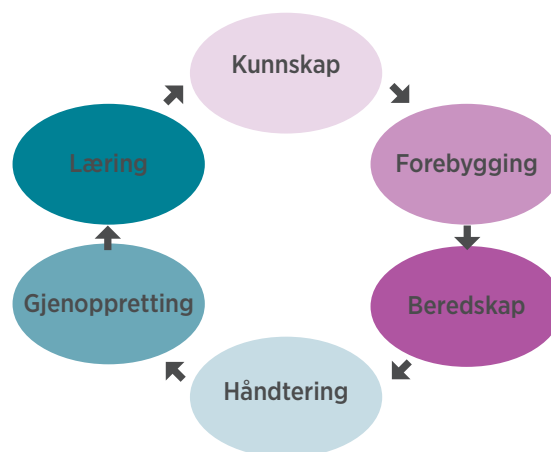 Kunnskap
Forebygging
Beredskap
Håndtering
Gjenoppretting
Læring